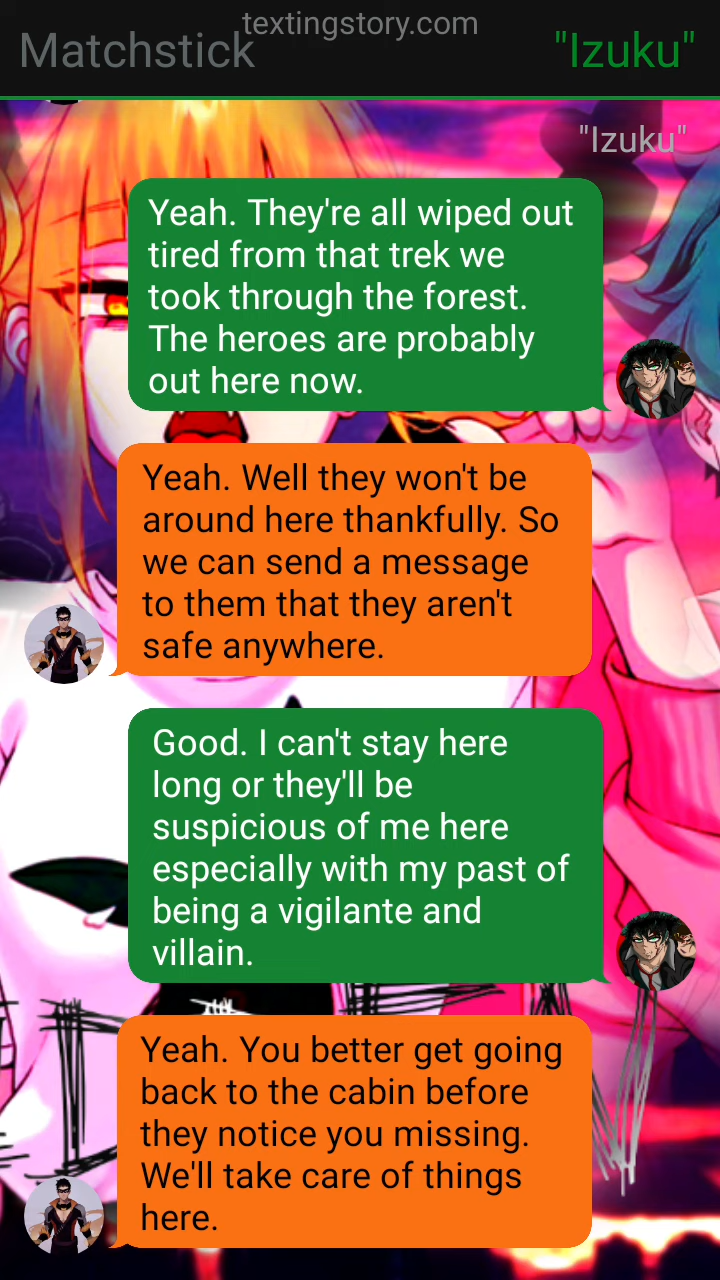 textingstory.com
Matchstick
"Izuku"
"Izuku"
Yeah. They're all wiped out
tired from that trek we
took through the forest.
The heroes are probably
out here now.
Yeah. Well they won't be
around here thankfully. So
we can send a message
to them that they aren't
safe anywhere.
Good. I can't stay here
long or they'll be
suspicious of me here
especially with my past of
being a vigilante and
villain.
Yeah. You better get going
back to the cabin before
they notice you missing.
We'll take care of things
here.